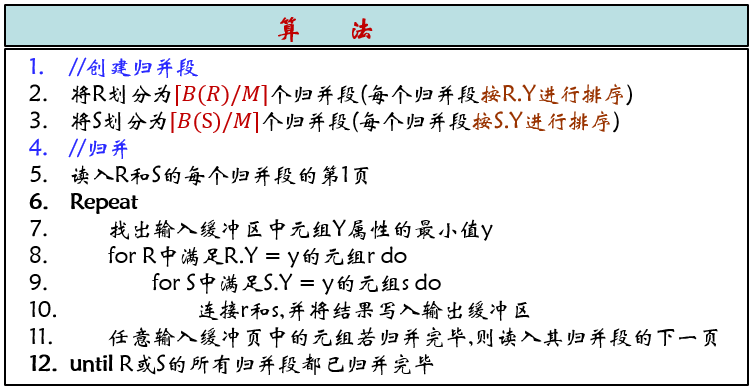 算 法
1. //创建归并段
2. 将R划分为⌈B(R)/M⌉个归并段(每个归并段按R.Y进行排序)
3. 将S划分为⌈B(S)/M⌉个归并段(每个归并段按S.Y进行排序)
4. //归并
5. 读入R和S的每个归并段的第1页
6. Repeat
7. 找出输入缓冲区中元组Y属性的最小值y
8. for R中满足R.Y = y的元组r do
9. for S中满足S.Y = y的元组s do
10. 连接r和s,并将结果写入输出缓冲区
11. 任意输入缓冲页中的元组若归并完毕,则读入其归并段的下一页
12. until R或S的所有归并段都已归并完毕